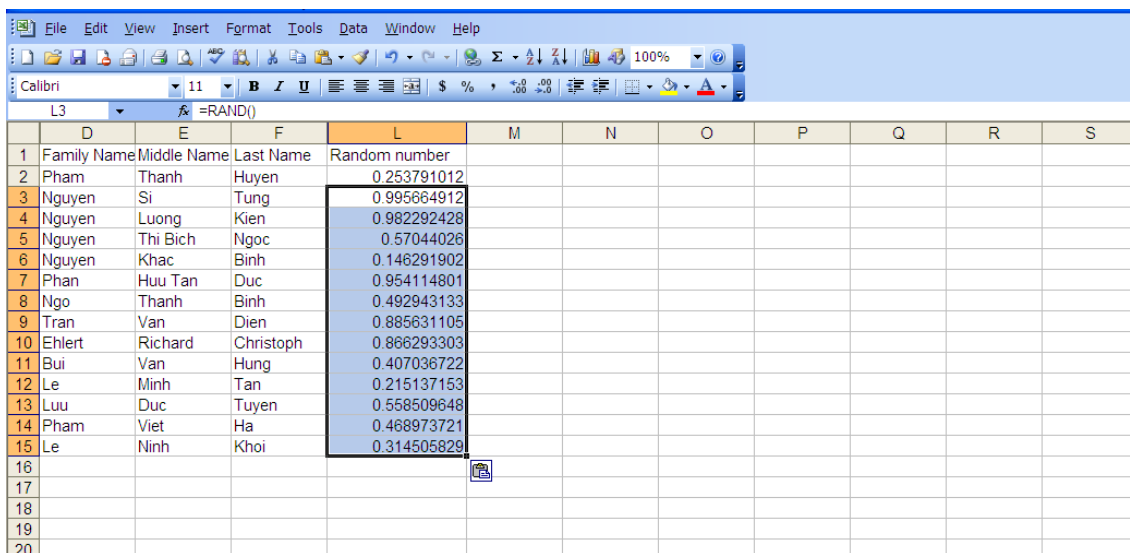 File Edit View Insert Format Tools Data Window Help
100%
Calibri 11 B I U $ % ,
L3 fx =RAND()
D E F L M N O P Q R S
1 Family Name Middle Name Last Name Random number
2 Pham Thanh Huyen 0.253791012
3 Nguyen Si Tung 0.995664912
4 Nguyen Luong Kien 0.982292428
5 Nguyen Thi Bich Ngoc 0.57044026
6 Nguyen Khac Binh 0.146291902
7 Phan Huu Tan Duc 0.954114801
8 Ngo Thanh Binh 0.492943133
9 Tran Van Dien 0.885631105
10 Ehlert Richard Christoph 0.866293303
11 Bui Van Hung 0.407036722
12 Le Minh Tan 0.215137153
13 Luu Duc Tuyen 0.558509648
14 Pham Viet Ha 0.468973721
15 Le Ninh Khoi 0.314505829
16
17
18
19
20